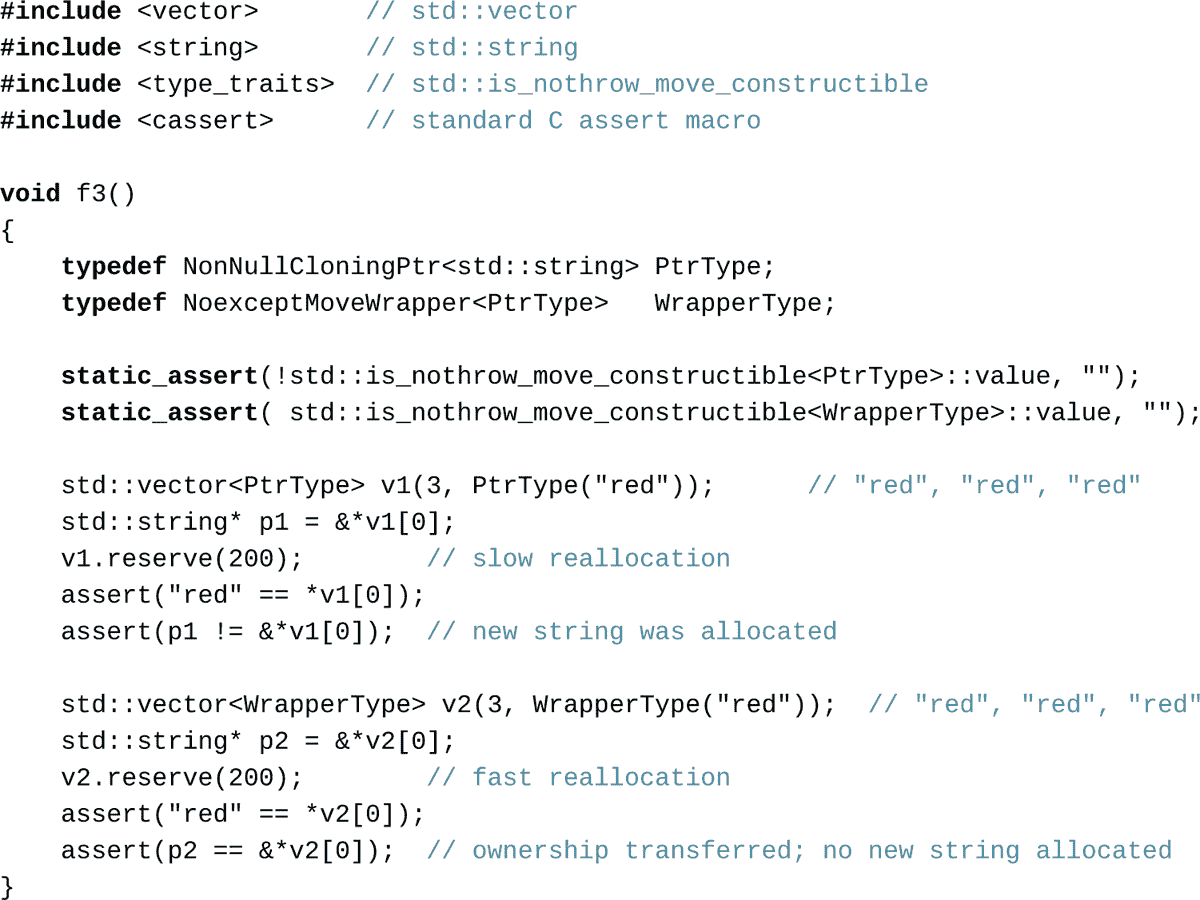 #include <vector>       // std::vector
#include <string>       // std::string
#include <type_traits>  // std::is_nothrow_move_constructible
#include <cassert>      // standard C assert macro

void f3()
{
    typedef NonNullCloningPtr<std::string> PtrType;
    typedef NoexceptMoveWrapper<PtrType>   WrapperType;

    static_assert(!std::is_nothrow_move_constructible<PtrType>::value, "");
    static_assert( std::is_nothrow_move_constructible<WrapperType>::value, "");

    std::vector<PtrType> v1(3, PtrType("red"));      // "red", "red", "red"
    std::string* p1 = &*v1[0];
    v1.reserve(200);        // slow reallocation
    assert("red" == *v1[0]);
    assert(p1 != &*v1[0]);  // new string was allocated

    std::vector<WrapperType> v2(3, WrapperType("red"));  // "red", "red", "red"
    std::string* p2 = &*v2[0];
    v2.reserve(200);        // fast reallocation
    assert("red" == *v2[0]);
    assert(p2 == &*v2[0]);  // ownership transferred; no new string allocated
}